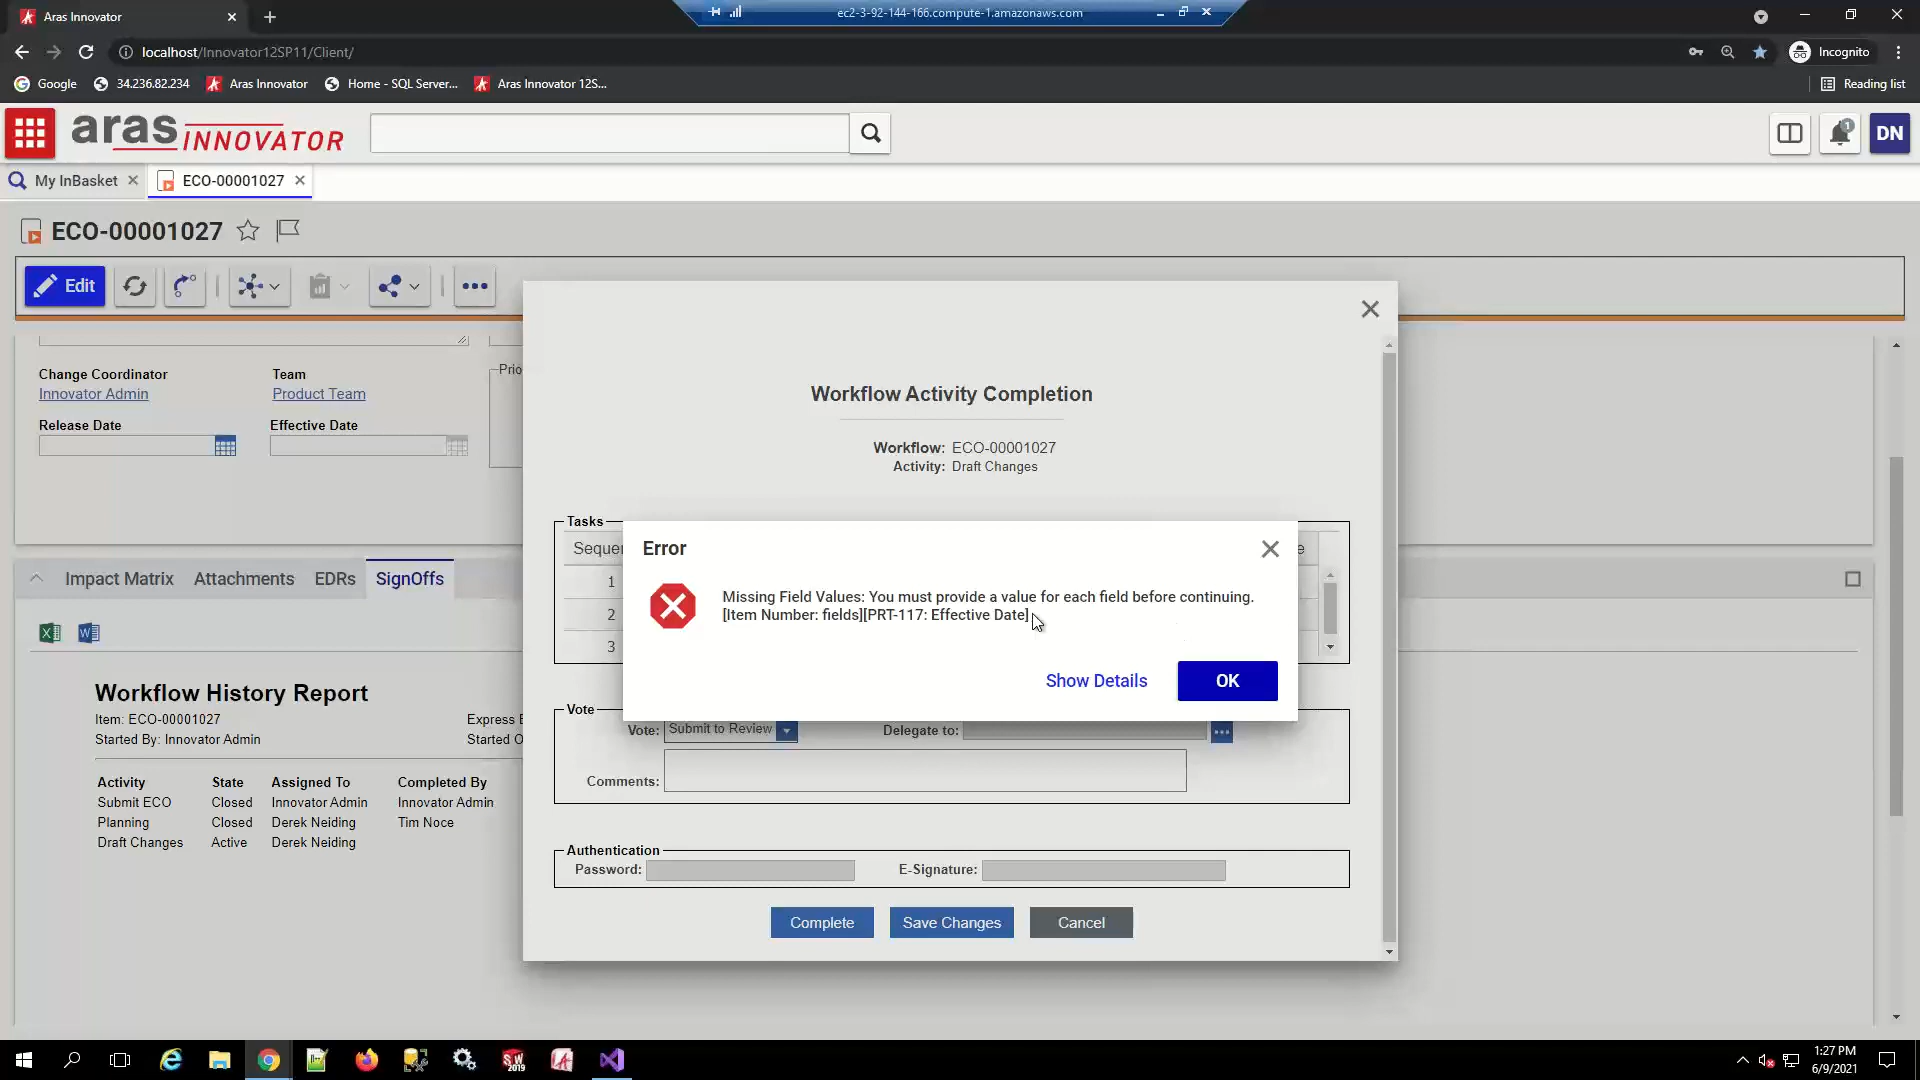 Aras Innovator
ec2-3-92-144-166.compute-1.amazonaws.com
localhost/Innovator12SP11/Client/
Incognito
Google
34.236.82.234
Aras Innovator
Home - SQL Server...
Aras Innovator 12S...
Reading list
aras INNOVATOR
1
DN
My InBasket
ECO-00001027
ECO-00001027
Edit
Change Coordinator
Team
Prio
Innovator Admin
Product Team
Release Date
Effective Date
Workflow Activity Completion
Workflow: ECO-00001027
Activity: Draft Changes
Tasks
Sequen
e
1
2
3
Error
Missing Field Values: You must provide a value for each field before continuing.
[Item Number: fields][PRT-117: Effective Date]
Show Details
OK
Vote
Vote: Submit to Review
Delegate to:
Comments:
Authentication
Password:
E-Signature:
Complete
Save Changes
Cancel
Impact Matrix
Attachments
EDRs
SignOffs
Workflow History Report
Item: ECO-00001027
Express E
Started By: Innovator Admin
Started O
Activity State Assigned To Completed By
Submit ECO Closed Innovator Admin Innovator Admin
Planning Closed Derek Neiding Tim Noce
Draft Changes Active Derek Neiding
SW
2019
1:27 PM
6/9/2021